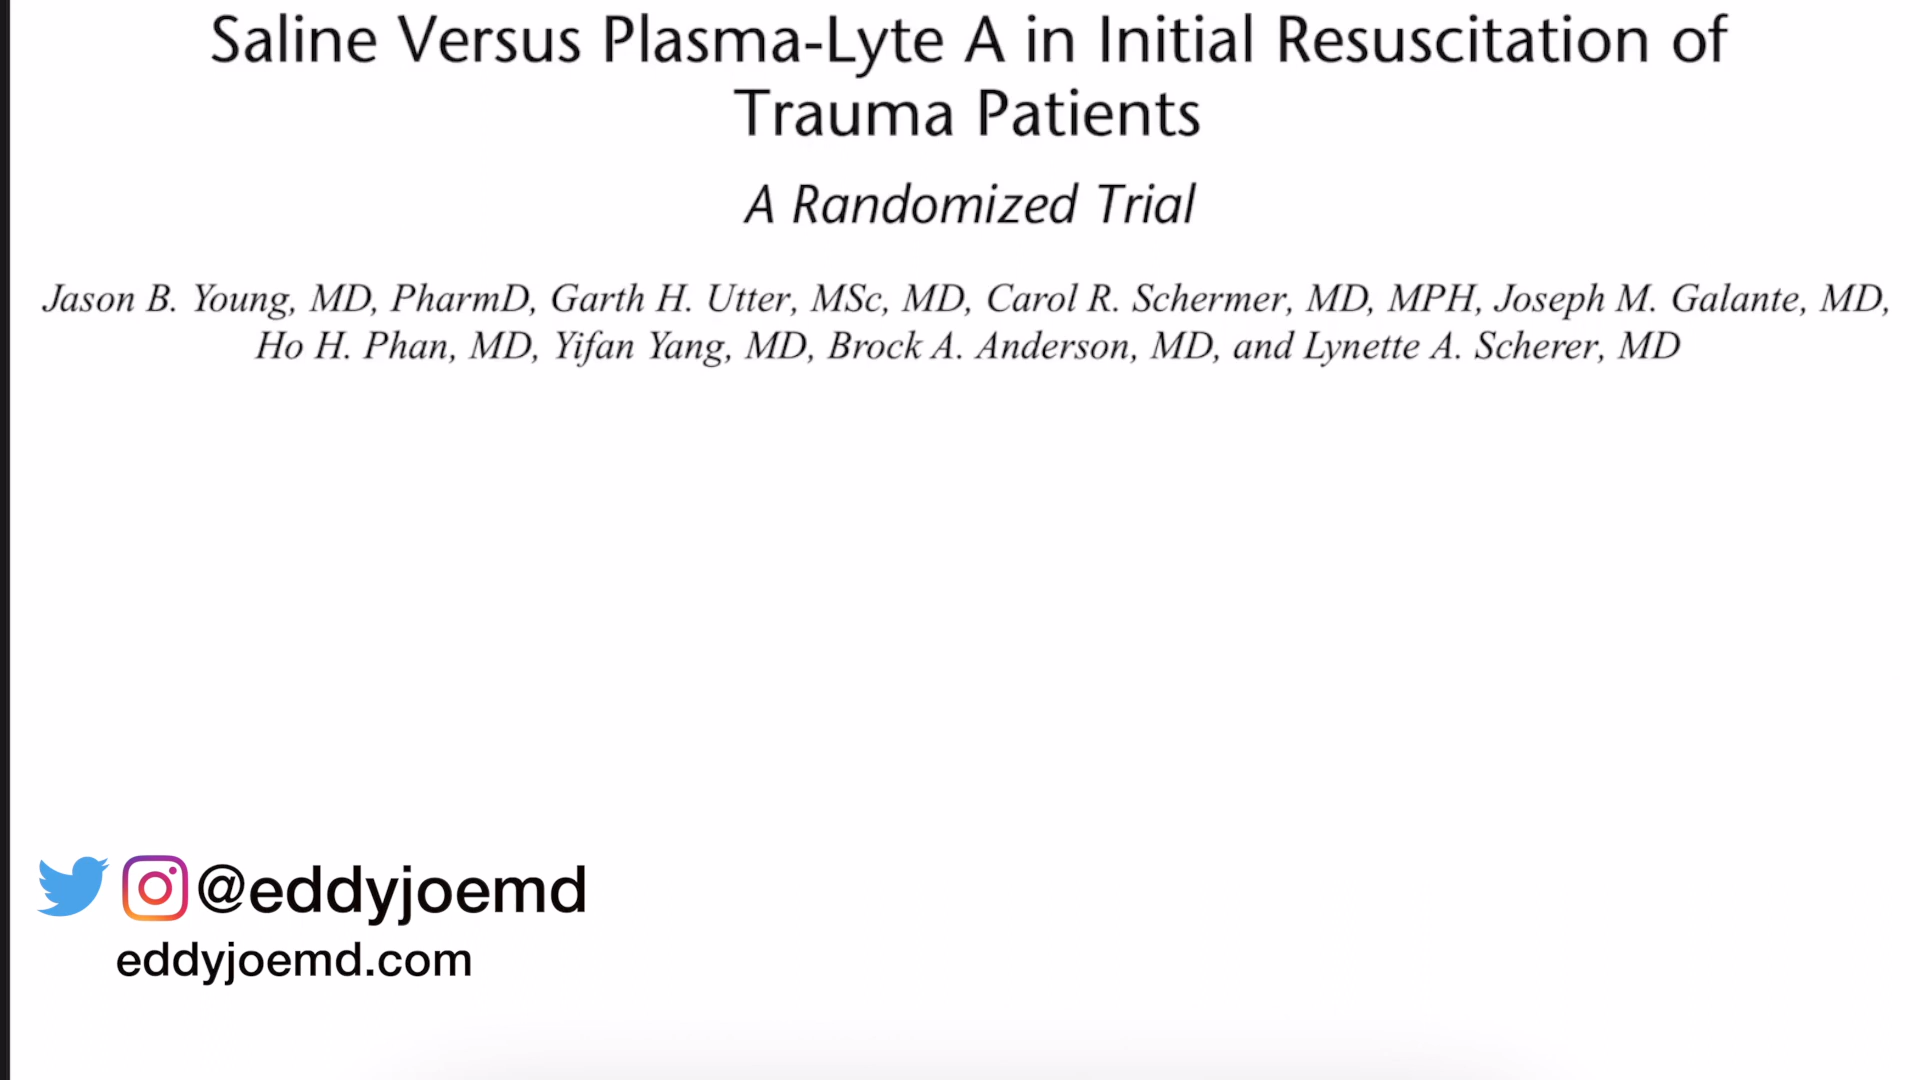 Saline Versus Plasma-Lyte A in Initial Resuscitation of
Trauma Patients
A Randomized Trial
Jason B. Young, MD, PharmD, Garth H. Utter, MSc, MD, Carol R. Schermer, MD, MPH, Joseph M. Galante, MD,
Ho H. Phan, MD, Yifan Yang, MD, Brock A. Anderson, MD, and Lynette A. Scherer, MD
@eddyjoemd
eddyjoemd.com